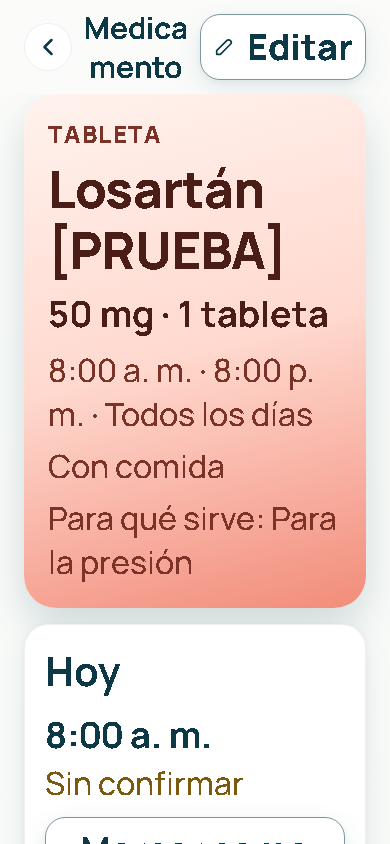 Medica
mento
Editar
TABLETA
Losartán
[PRUEBA]
50 mg · 1 tableta
8:00 a. m. · 8:00 p.
m. · Todos los días
Con comida
Para qué sirve: Para
la presión
Hoy
8:00 a. m.
Sin confirmar